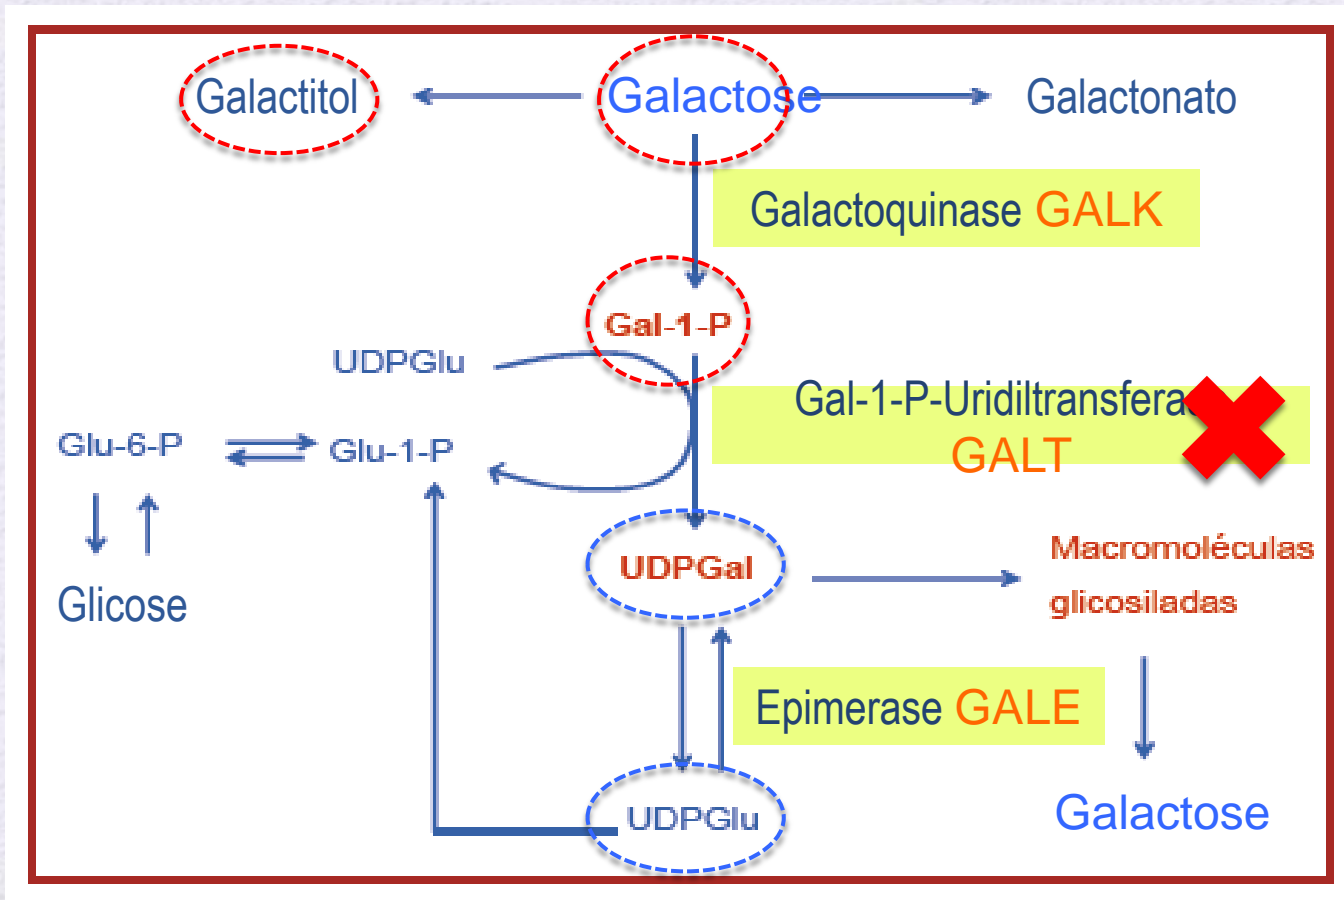 Galactitol
Galactose
Galactonato
Galactoquinase GALK
Gal-1-P
UDPGlu
Gal-1-P-Uridiltransfera
GALT
Glu-6-P
Glu-1-P
UDPGal
Macromoléculas
glicosiladas
Glicose
Epimerase GALE
UDPGlu
Galactose